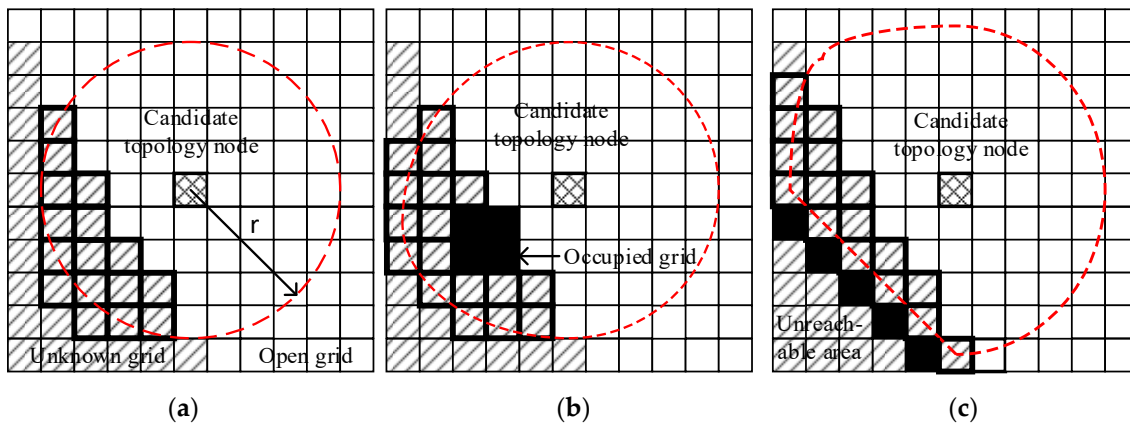 Candidate
topology node
r
Unknown grid
Open grid
(a)
Candidate
topology node
Occupied grid
(b)
Candidate
topology node
Unreach-
able area
(c)